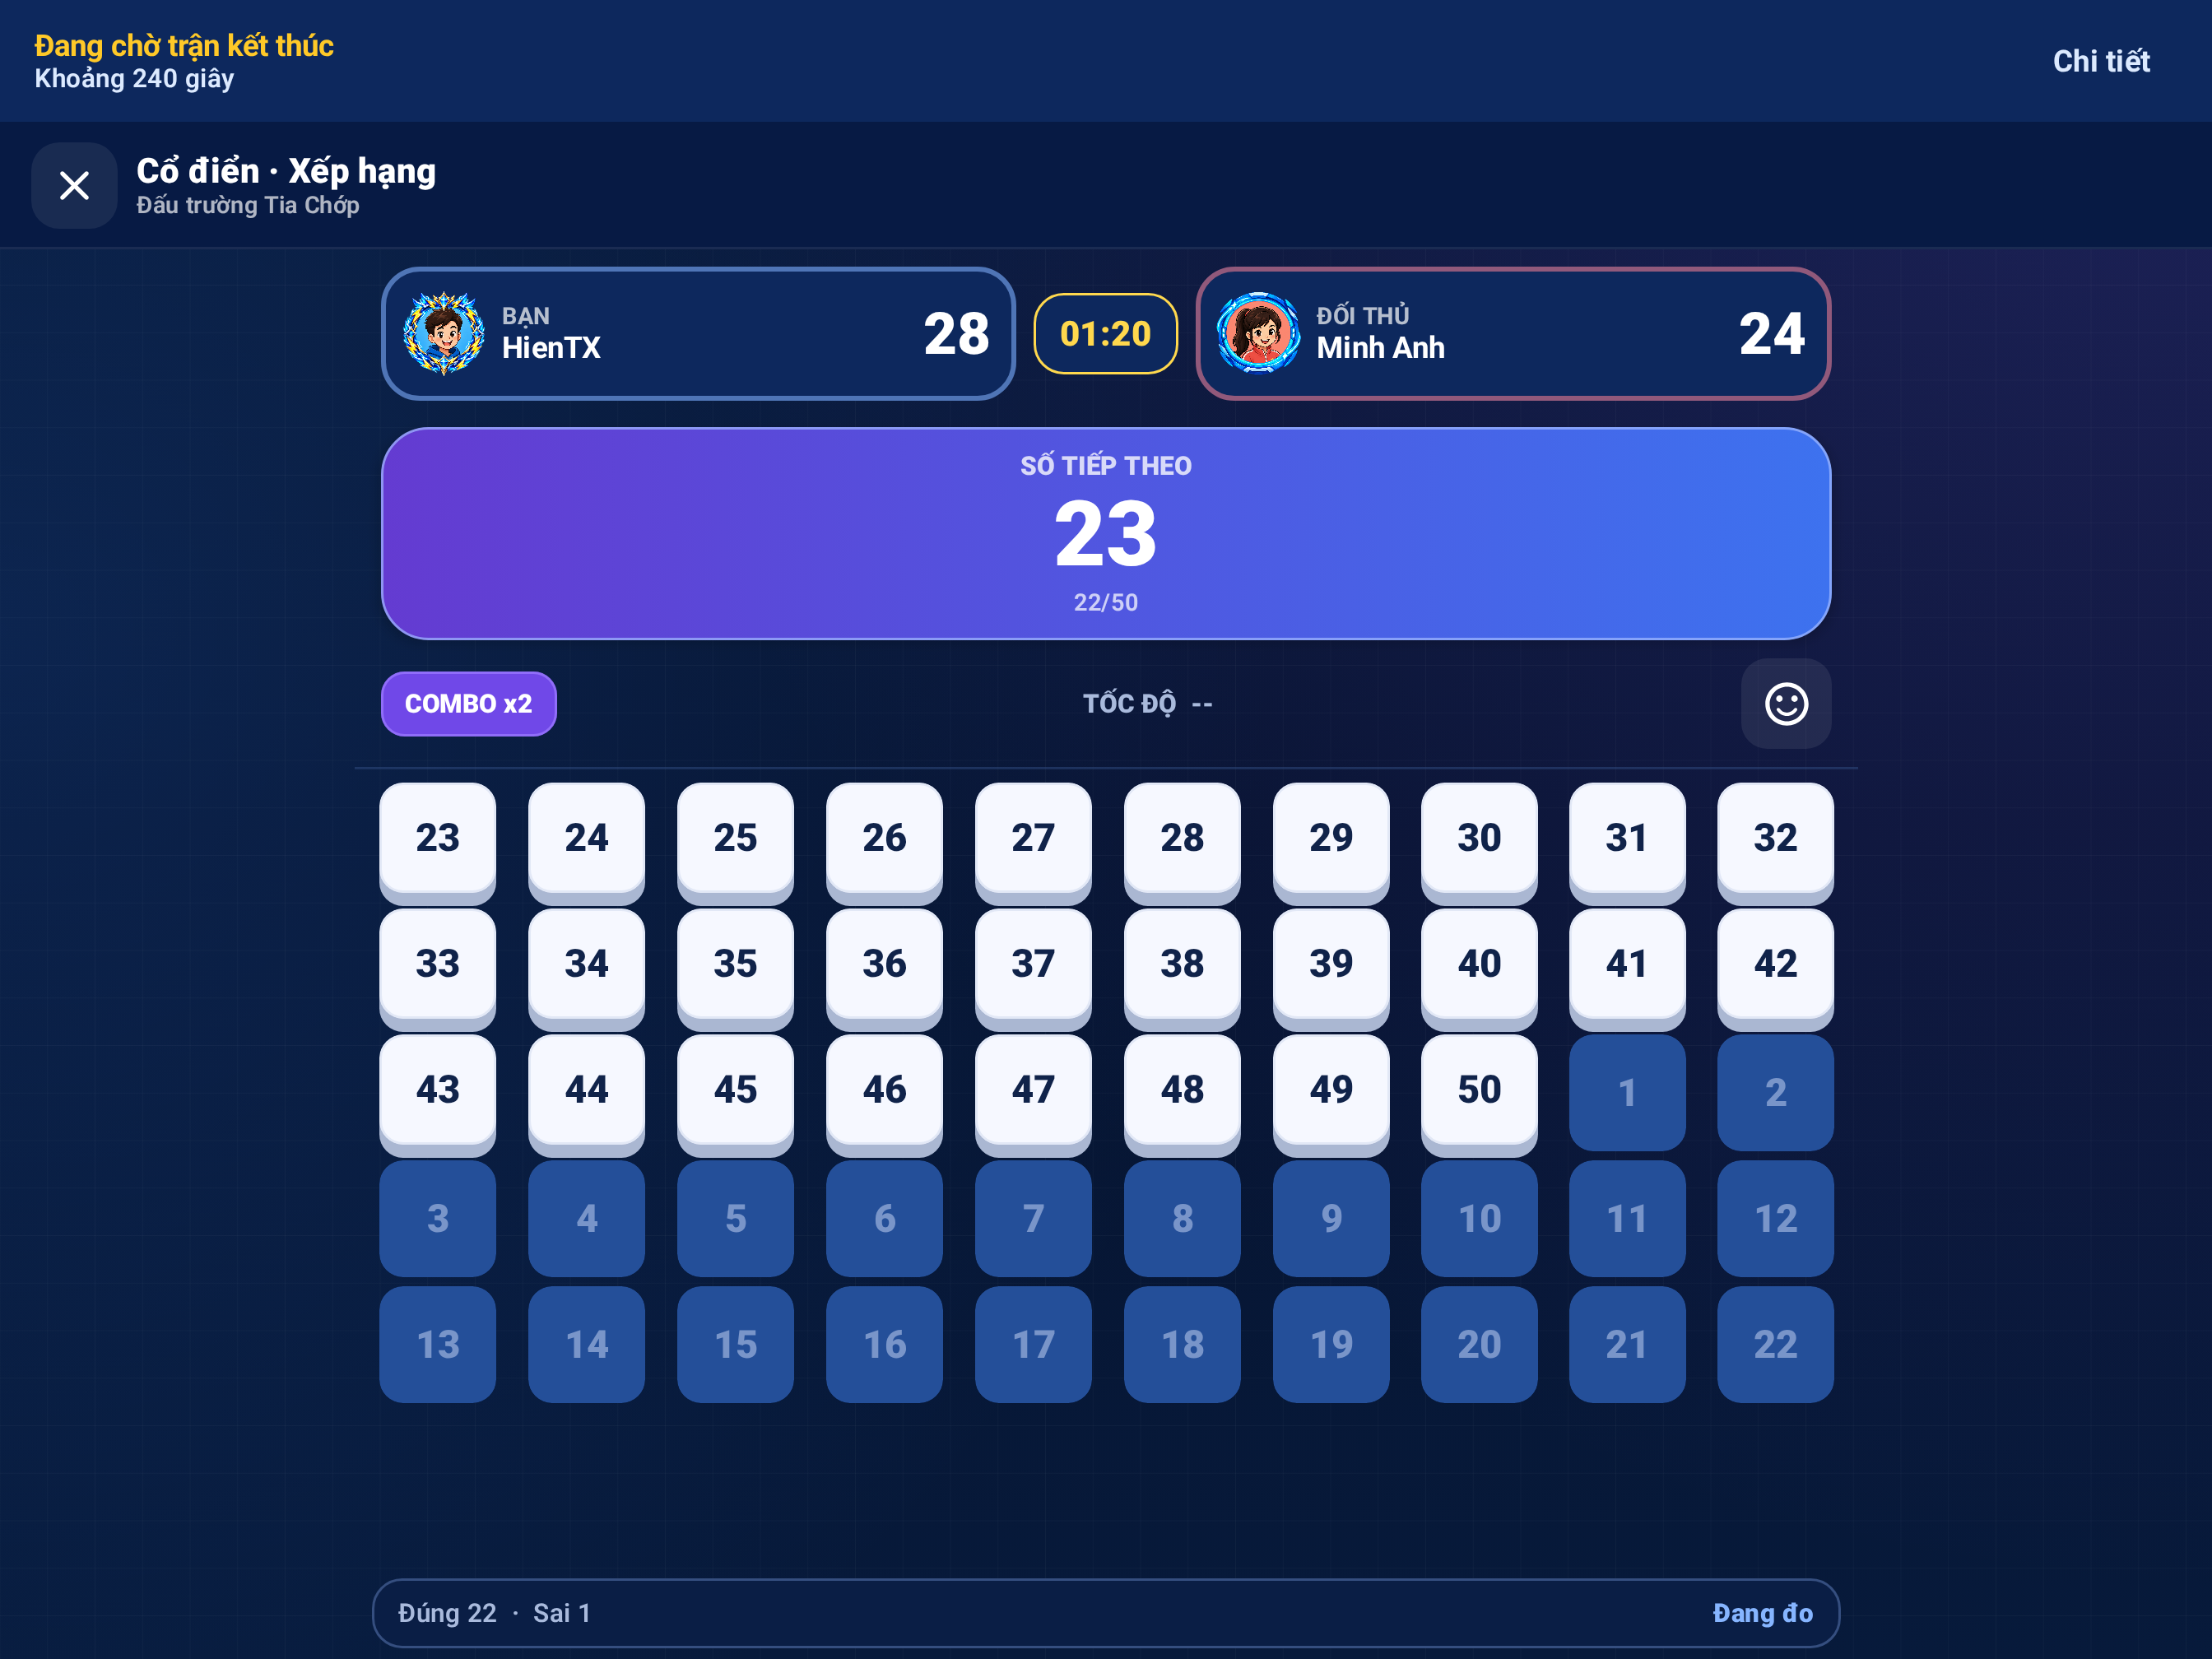 Đang chờ trận kết thúc
Khoảng 240 giây
Chi tiết
Cổ điển · Xếp hạng
Đấu trường Tia Chớp
BẠN
HienTX
28
01:20
ĐỐI THỦ
Minh Anh
24
SỐ TIẾP THEO
23
22/50
COMBO x2
TỐC ĐỘ --
23 24 25 26 27 28 29 30 31 32
33 34 35 36 37 38 39 40 41 42
43 44 45 46 47 48 49 50 1 2
3 4 5 6 7 8 9 10 11 12
13 14 15 16 17 18 19 20 21 22
Đúng 22 · Sai 1
Đang đo